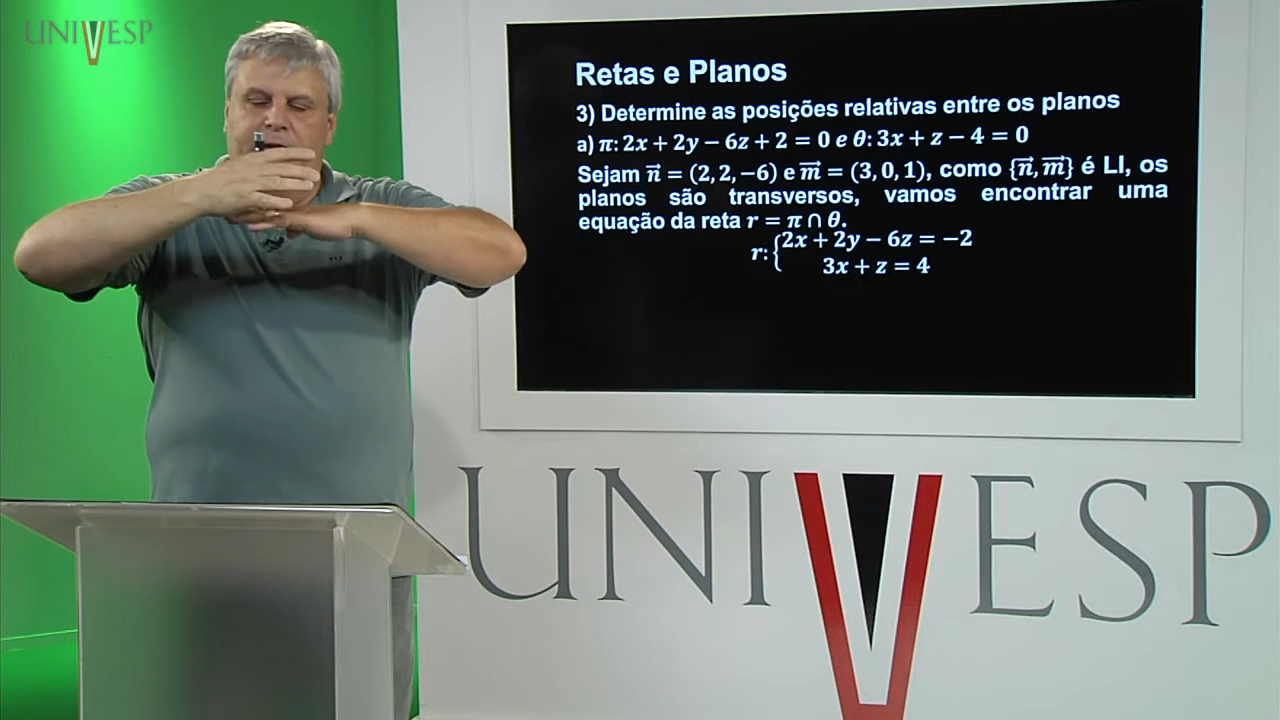 UNIVESP
Retas e Planos
3) Determine as posições relativas entre os planos
a) π: 2x + 2y − 6z + 2 = 0 e θ: 3x + z − 4 = 0
Sejam n⃗ = (2, 2, −6) e m⃗ = (3, 0, 1), como {n⃗, m⃗} é LI, os
planos são transversos, vamos encontrar uma
equação da reta r = π ∩ θ.
r: {2x + 2y − 6z = −2
3x + z = 4
UNIVESP